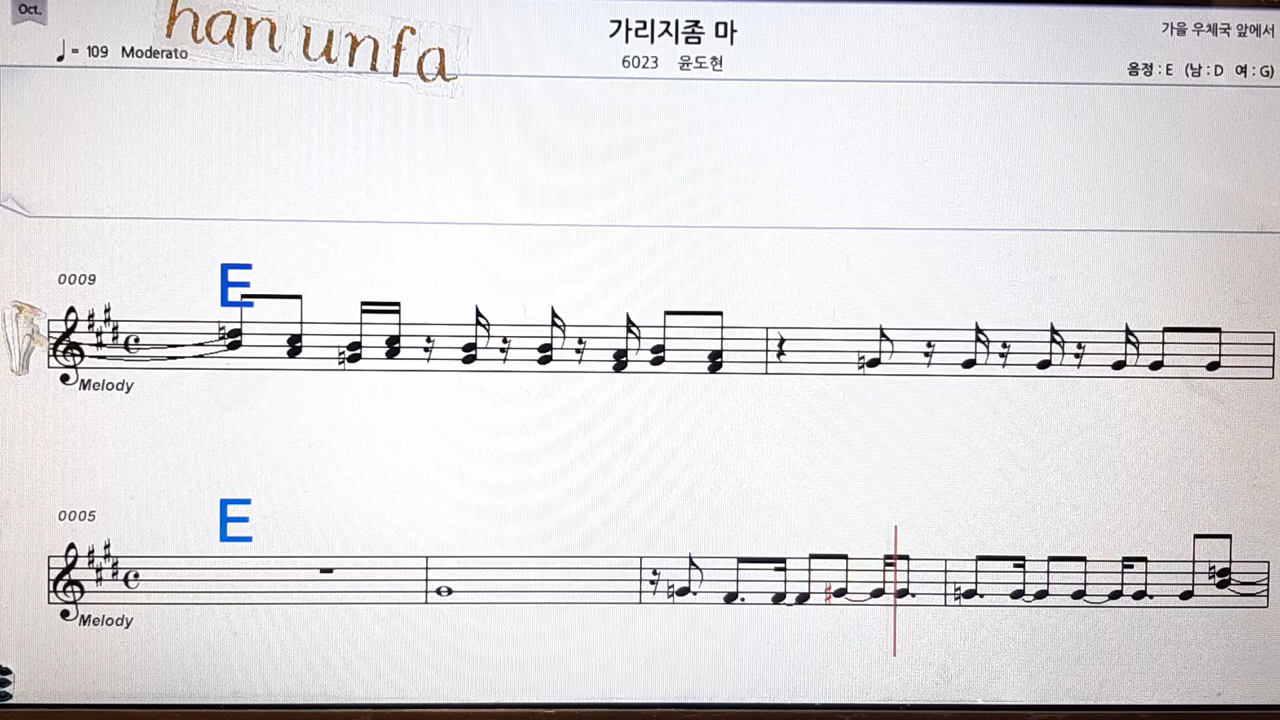 Oct.
han unfa
가리지좀 마
가을 우체국 앞에서
♩= 109 Moderato
6023 윤도현
음정 : E (남 : D 여 : G)
0009
E
Melody
0005
E
Melody